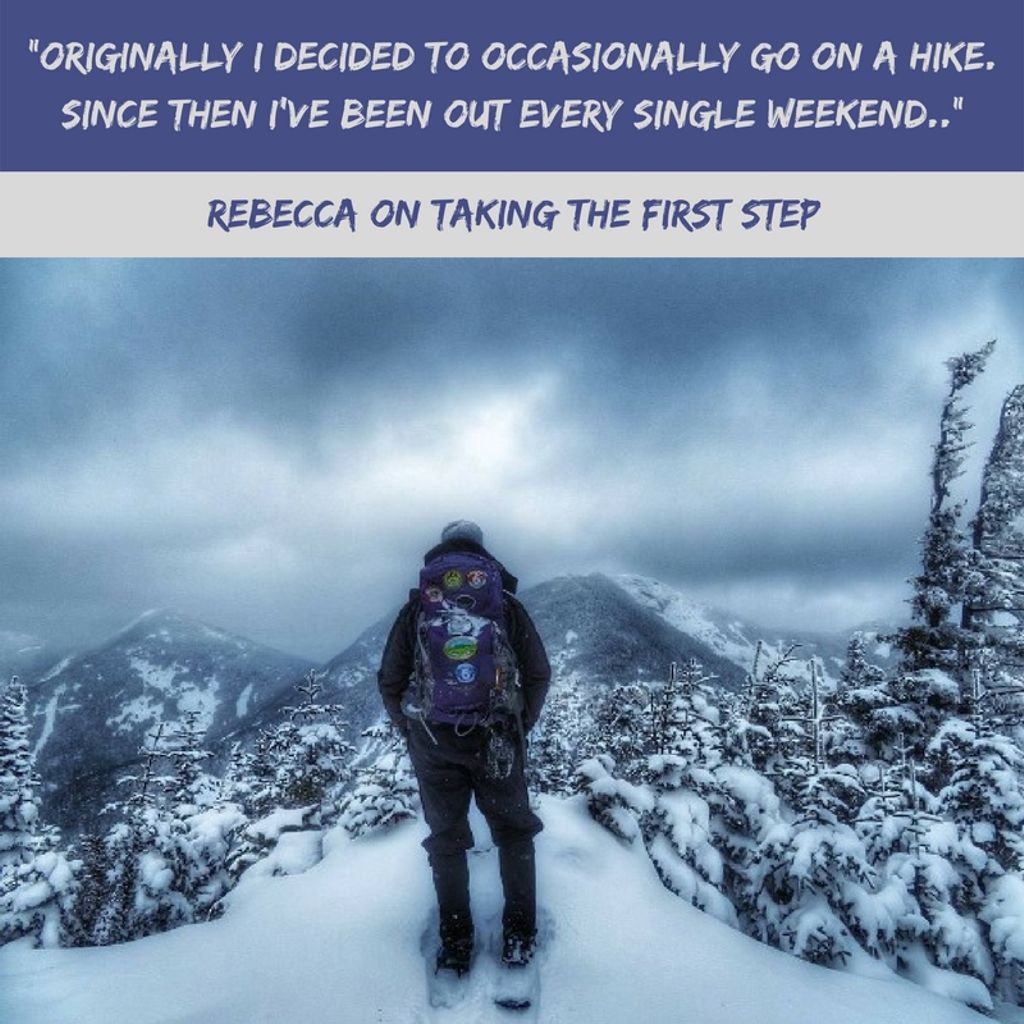 "ORIGINALLY I DECIDED TO OCCASIONALLY GO ON A HIKE.
SINCE THEN I'VE BEEN OUT EVERY SINGLE WEEKEND.."
REBECCA ON TAKING THE FIRST STEP